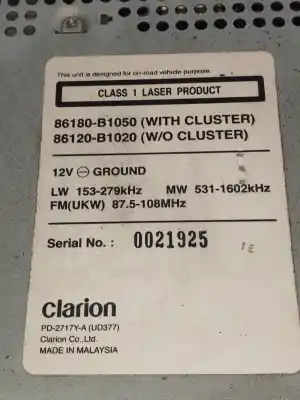 This unit is designed for on-road vehicle purpose.
CLASS 1 LASER PRODUCT
86180-B1050 (WITH CLUSTER)
86120-B1020 (W/O CLUSTER)
12V ⊖ GROUND
LW 153-279kHz MW 531-1602kHz
FM(UKW) 87.5-108MHz
Serial No. : 0021925
clarion
PD-2717Y-A (UD377)
Clarion Co.,Ltd.
MADE IN MALAYSIA